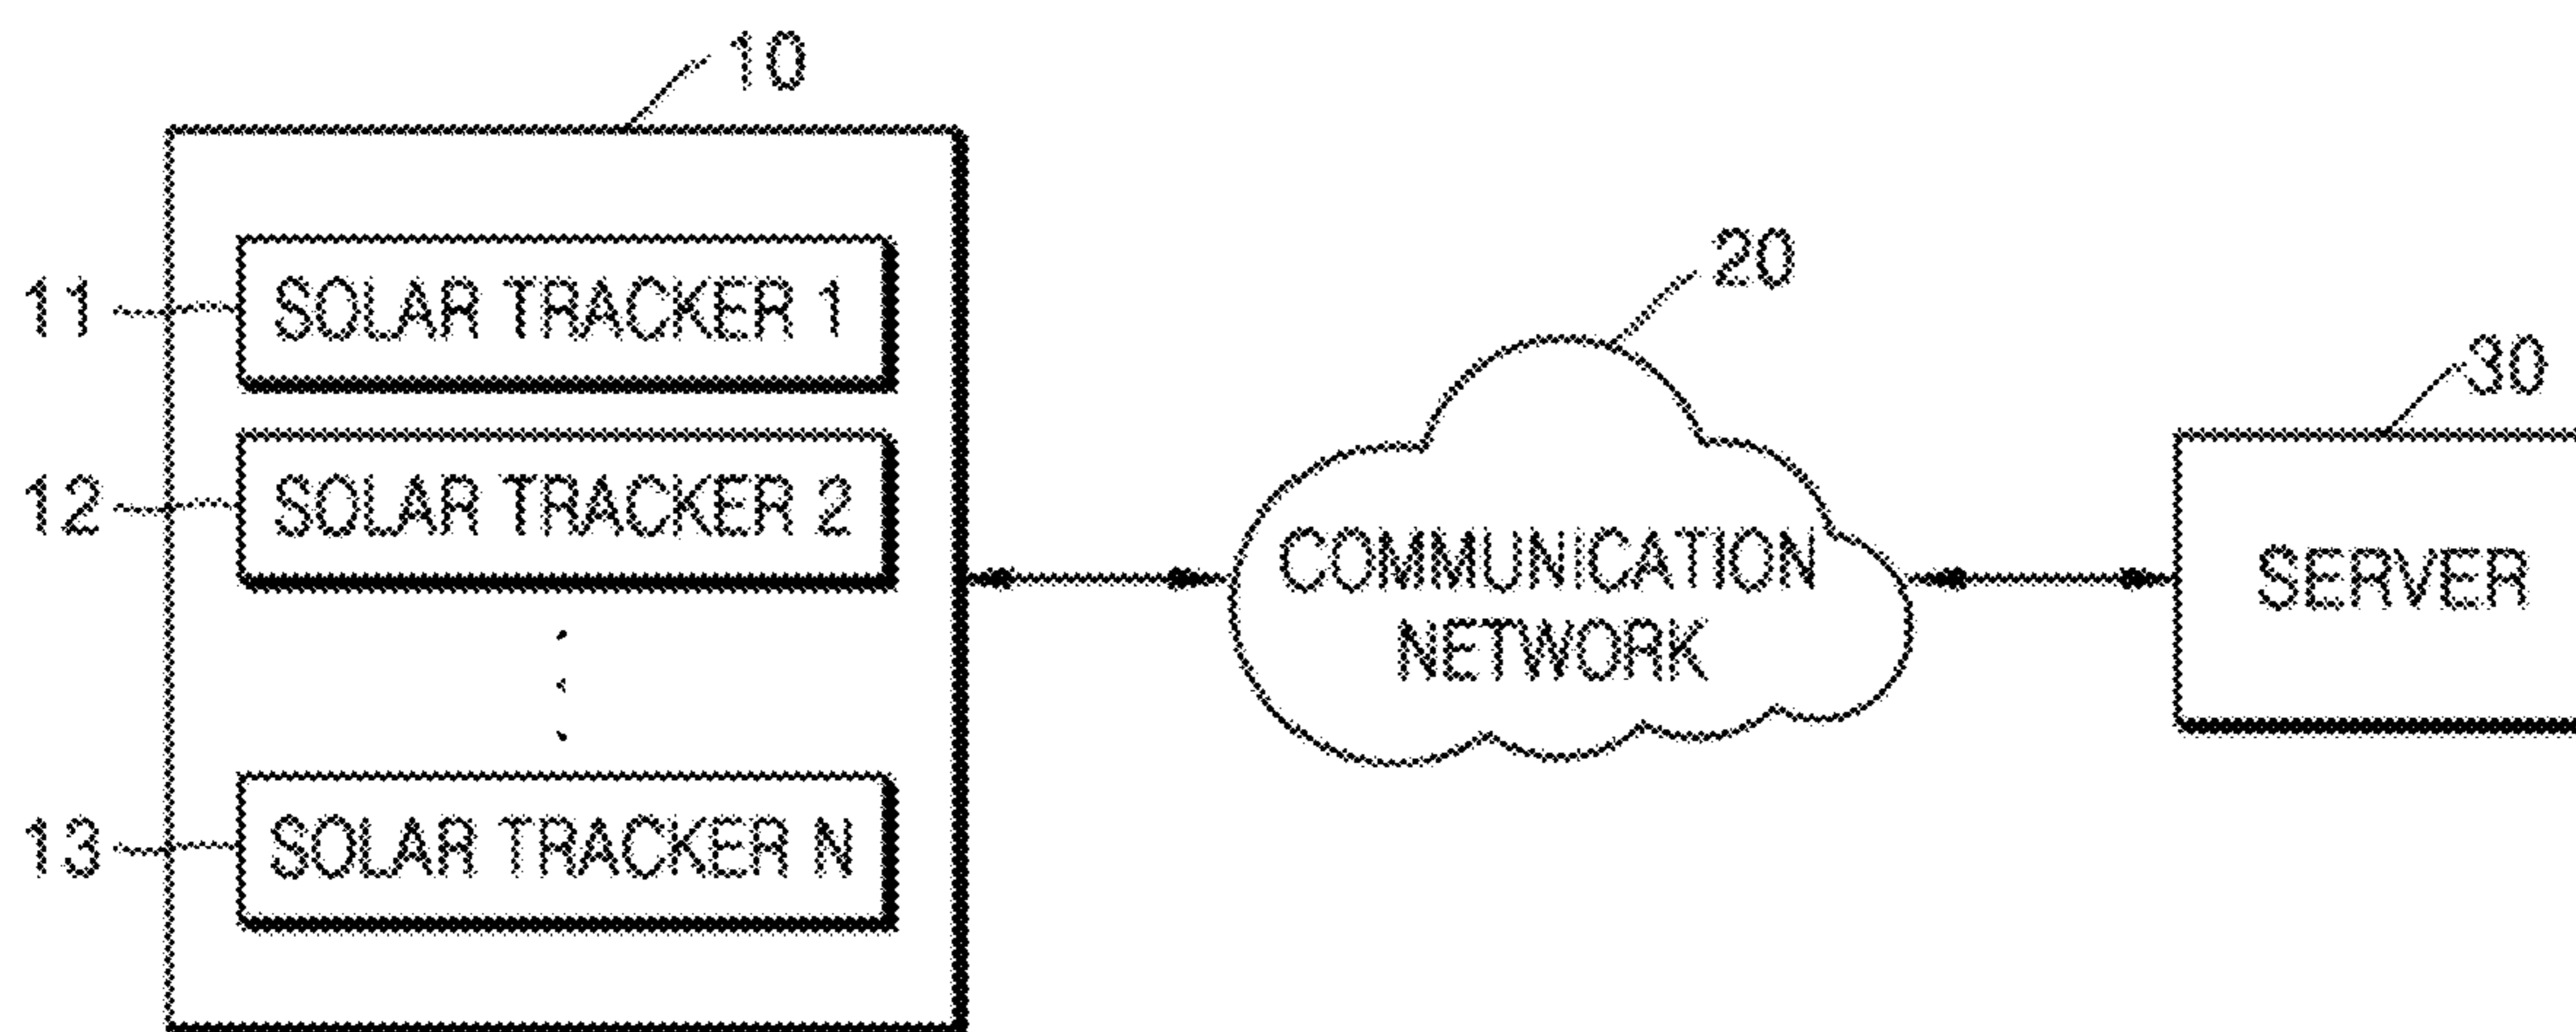 10
11 SOLAR TRACKER 1
12 SOLAR TRACKER 2
13 SOLAR TRACKER N
20
COMMUNICATION
NETWORK
30
SERVER